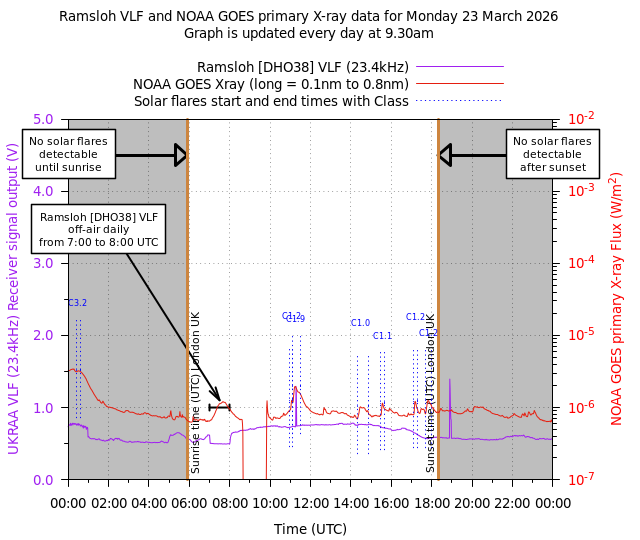 Ramsloh VLF and NOAA GOES primary X-ray data for Monday 23 March 2026
Graph is updated every day at 9.30am
Ramsloh [DHO38] VLF (23.4kHz)
NOAA GOES Xray (long = 0.1nm to 0.8nm)
Solar flares start and end times with Class
5.0
4.0
3.0
2.0
1.0
0.0
UKRAA VLF (23.4kHz) Receiver signal output (V)
10-2
10-3
10-4
10-5
10-6
10-7
NOAA GOES primary X-ray Flux (W/m2)
No solar flares
detectable
until sunrise
No solar flares
detectable
after sunset
Ramsloh [DHO38] VLF
off-air daily
from 7:00 to 8:00 UTC
C3.2
C1.0
C1.1
C1.2
Sunrise time (UTC) London UK
Sunset time (UTC) London UK
00:00 02:00 04:00 06:00 08:00 10:00 12:00 14:00 16:00 18:00 20:00 22:00 00:00
Time (UTC)